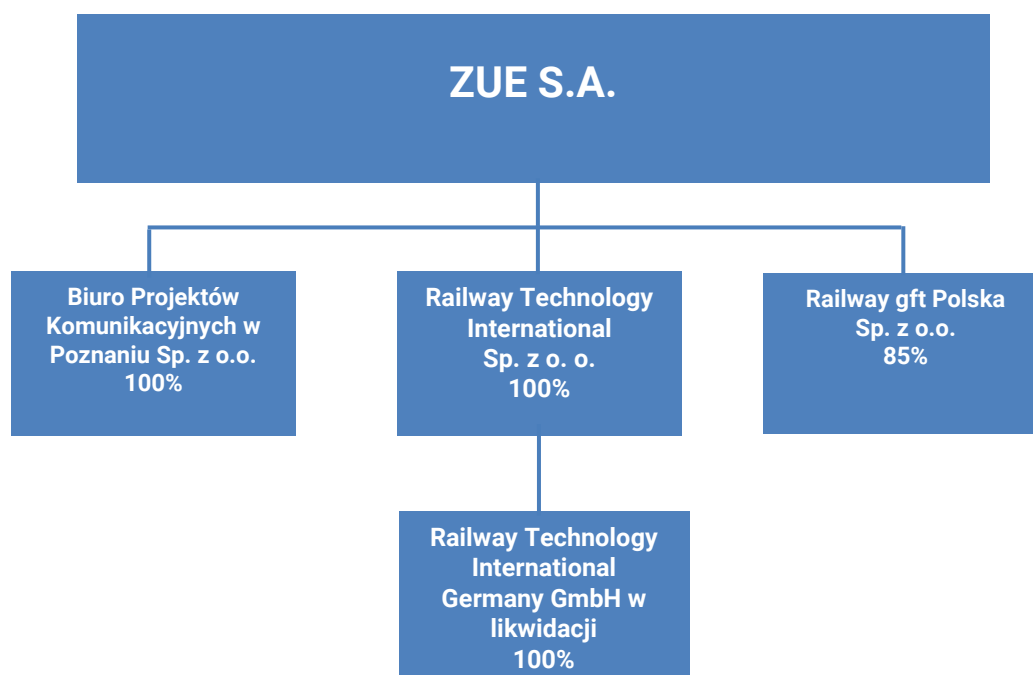 ZUE S.A.
Biuro Projektów
Komunikacyjnych w
Poznaniu Sp. z o.o.
100%
Railway Technology
International
Sp. z o. o.
100%
Railway gft Polska
Sp. z o.o.
85%
Railway Technology
International
Germany GmbH w
likwidacji
100%